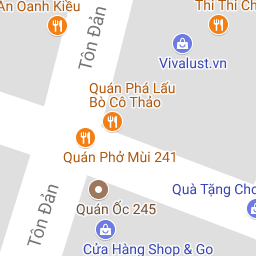 An Oanh Kiều
Thi Thi Ch
Tôn Đản
Vivalust.vn
Quán Phá Lấu
Bò Cô Thảo
Quán Phở Mùi 241
Quà Tặng Cho
Quán Ốc 245
Tôn Đản
Cửa Hàng Shop & Go